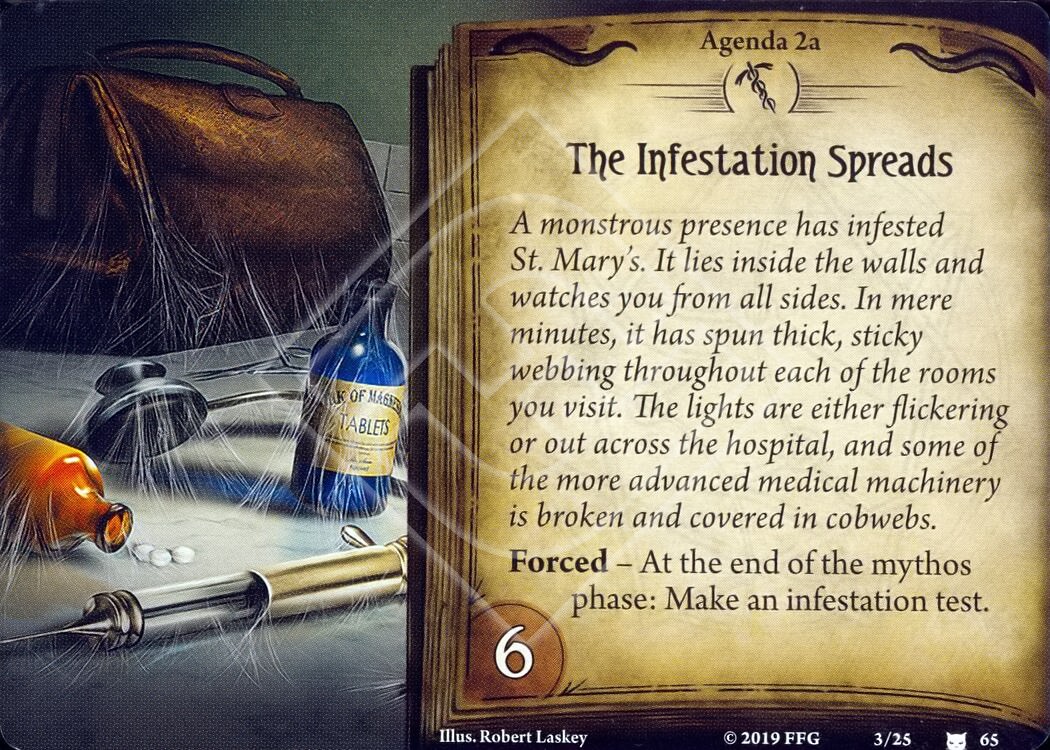 Agenda 2a
The Infestation Spreads
A monstrous presence has infested
St. Mary's. It lies inside the walls and
watches you from all sides. In mere
minutes, it has spun thick, sticky
webbing throughout each of the rooms
you visit. The lights are either flickering
or out across the hospital, and some of
the more advanced medical machinery
is broken and covered in cobwebs.
Forced – At the end of the mythos
phase: Make an infestation test.
6
OF MAGNES
TABLETS
Illus. Robert Laskey
© 2019 FFG
3/25
65